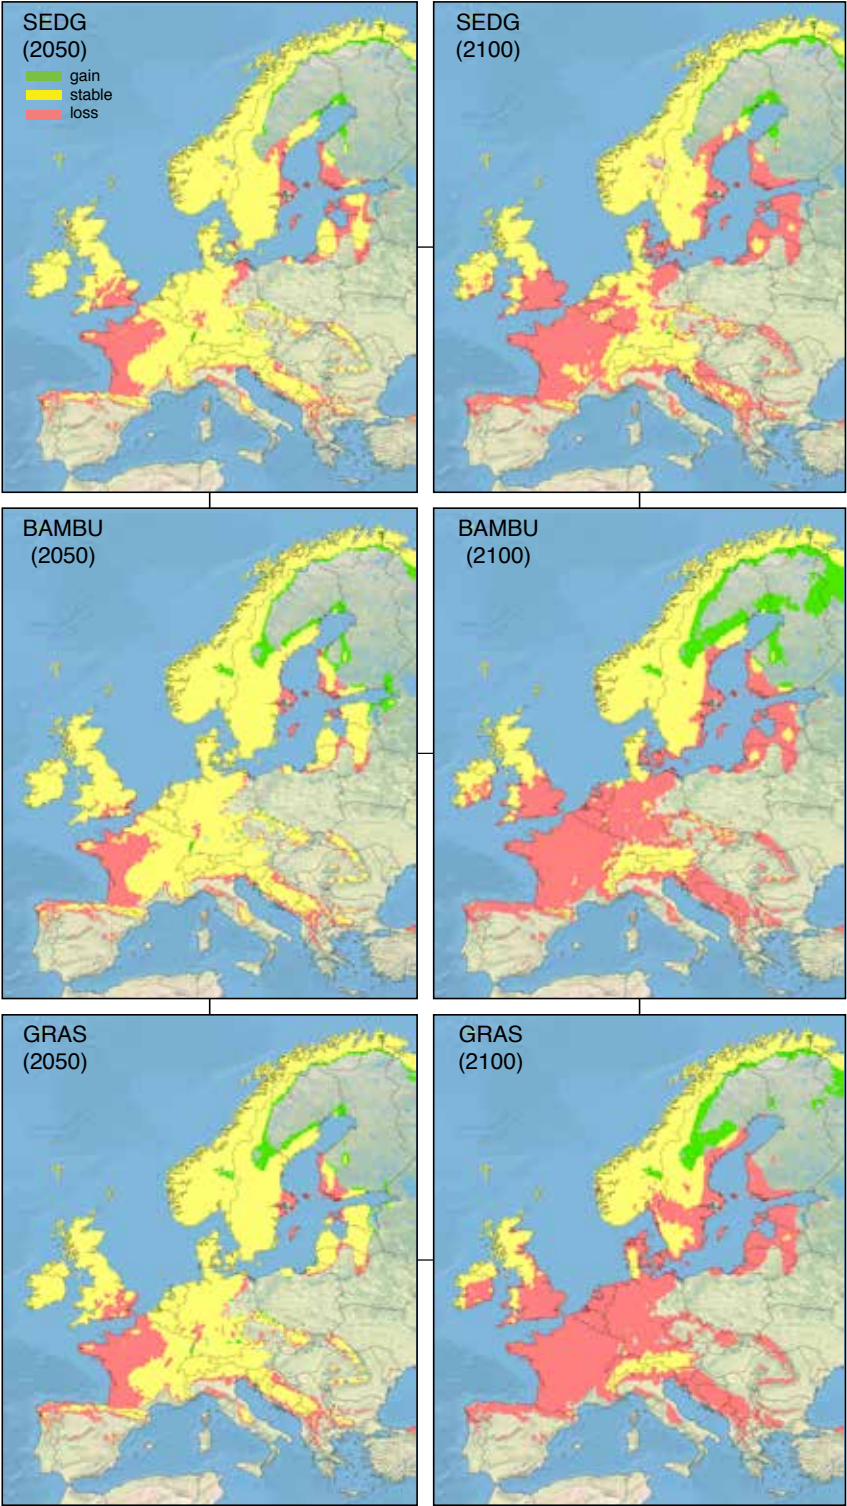 SEDG
(2050)
gain
stable
loss
SEDG
(2100)
BAMBU
(2050)
BAMBU
(2100)
GRAS
(2050)
GRAS
(2100)